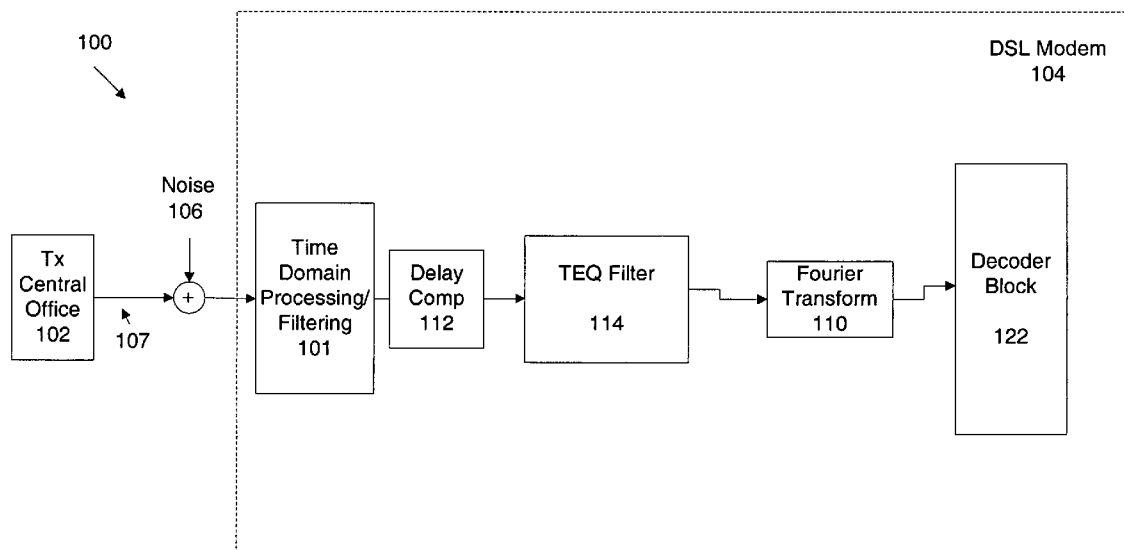 100
DSL Modem
104
Noise
106
Tx
Central
Office
102
107
+
Time
Domain
Processing/
Filtering
101
Delay
Comp
112
TEQ Filter
114
Fourier
Transform
110
Decoder
Block
122